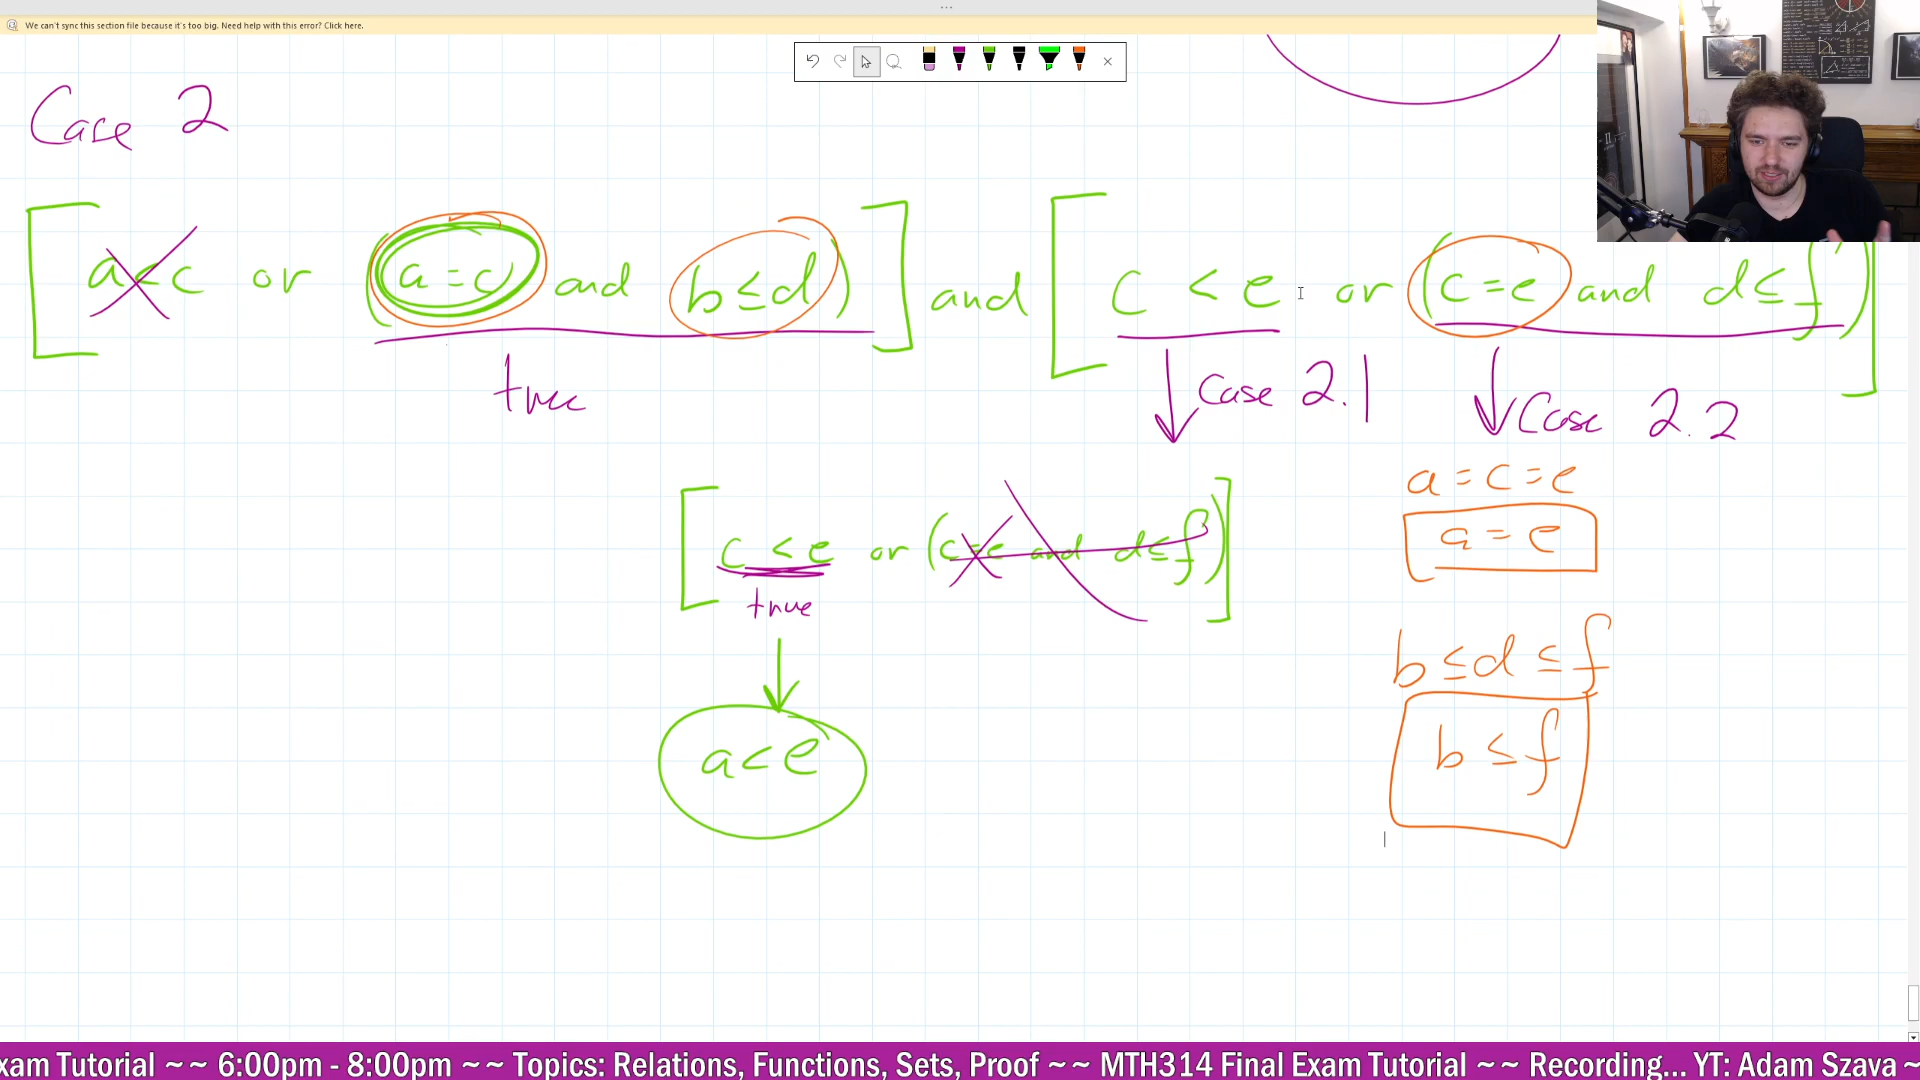 We can't sync this section file because it's too big. Need help with this error? Click here.
Case 2
[ a < c or ( a = c and b ≤ d ) ] and [ c < e or ( c = e and d ≤ f ) ]
true
Case 2.1
Case 2.2
a = c = e
a = e
[ c < e or ( c = e and d ≤ f ) ]
true
b ≤ d ≤ f
a < e
b ≤ f
xam Tutorial ~~ 6:00pm - 8:00pm ~~ Topics: Relations, Functions, Sets, Proof ~~ MTH314 Final Exam Tutorial ~~ Recording... YT: Adam Szava ~